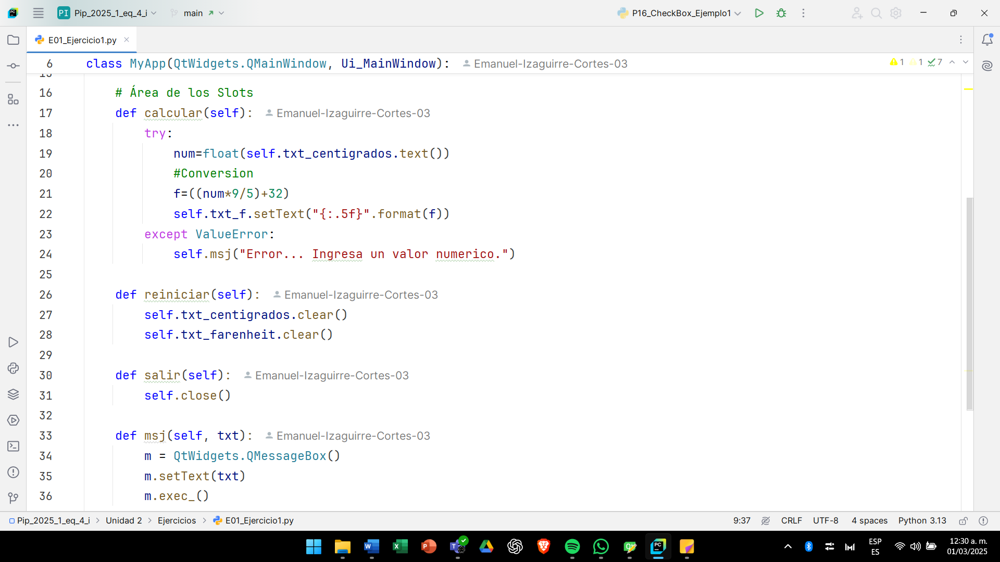 PI Pip_2025_1_eq_4_i main P16_CheckBox_Ejemplo1
E01_Ejercicio1.py
6 class MyApp(QtWidgets.QMainWindow, Ui_MainWindow): Emanuel-Izaguirre-Cortes-03 1 1 7
16 # Área de los Slots
17 def calcular(self): Emanuel-Izaguirre-Cortes-03
18 try:
19 num=float(self.txt_centigrados.text())
20 #Conversion
21 f=((num*9/5)+32)
22 self.txt_f.setText("{:.5f}".format(f))
23 except ValueError:
24 self.msj("Error... Ingresa un valor numerico.")
25
26 def reiniciar(self): Emanuel-Izaguirre-Cortes-03
27 self.txt_centigrados.clear()
28 self.txt_farenheit.clear()
29
30 def salir(self): Emanuel-Izaguirre-Cortes-03
31 self.close()
32
33 def msj(self, txt): Emanuel-Izaguirre-Cortes-03
34 m = QtWidgets.QMessageBox()
35 m.setText(txt)
36 m.exec_()
Pip_2025_1_eq_4_i Unidad 2 Ejercicios E01_Ejercicio1.py 9:37 CRLF UTF-8 4 spaces Python 3.13
ESP
ES
12:30 a. m.
01/03/2025